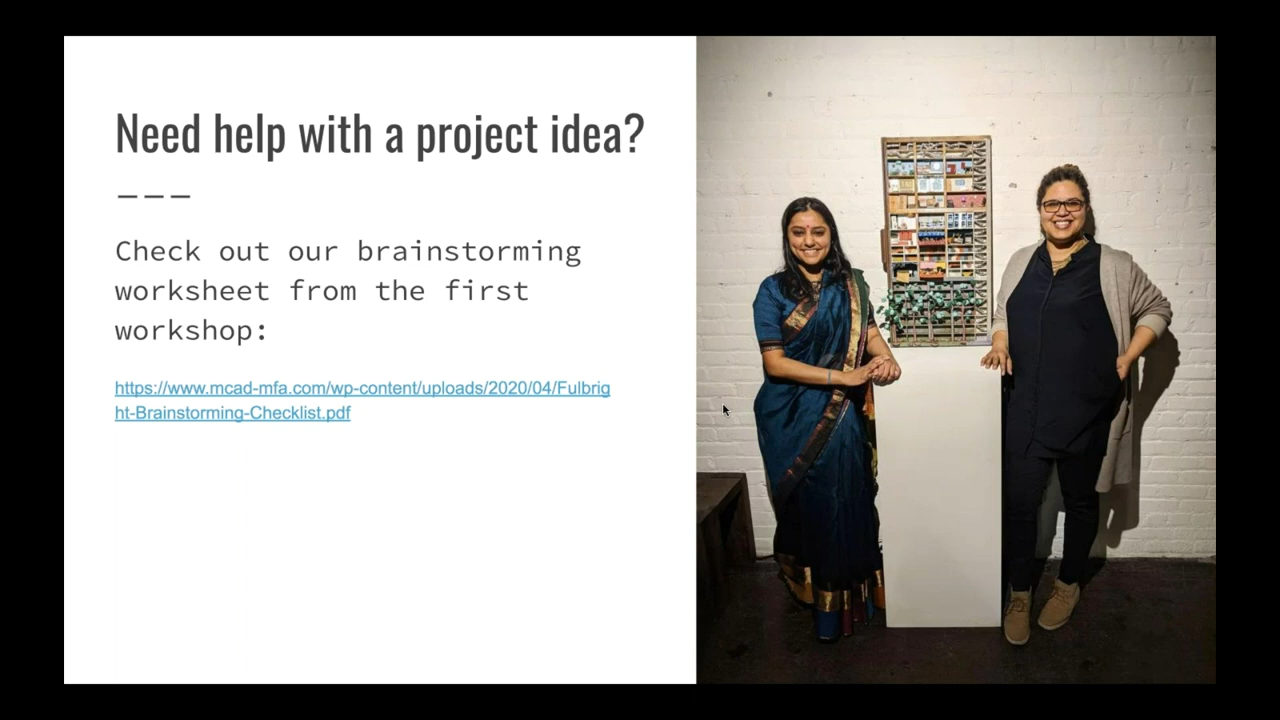 Need help with a project idea?
———
Check out our brainstorming
worksheet from the first
workshop:
https://www.mcad-mfa.com/wp-content/uploads/2020/04/Fulbrig
ht-Brainstorming-Checklist.pdf